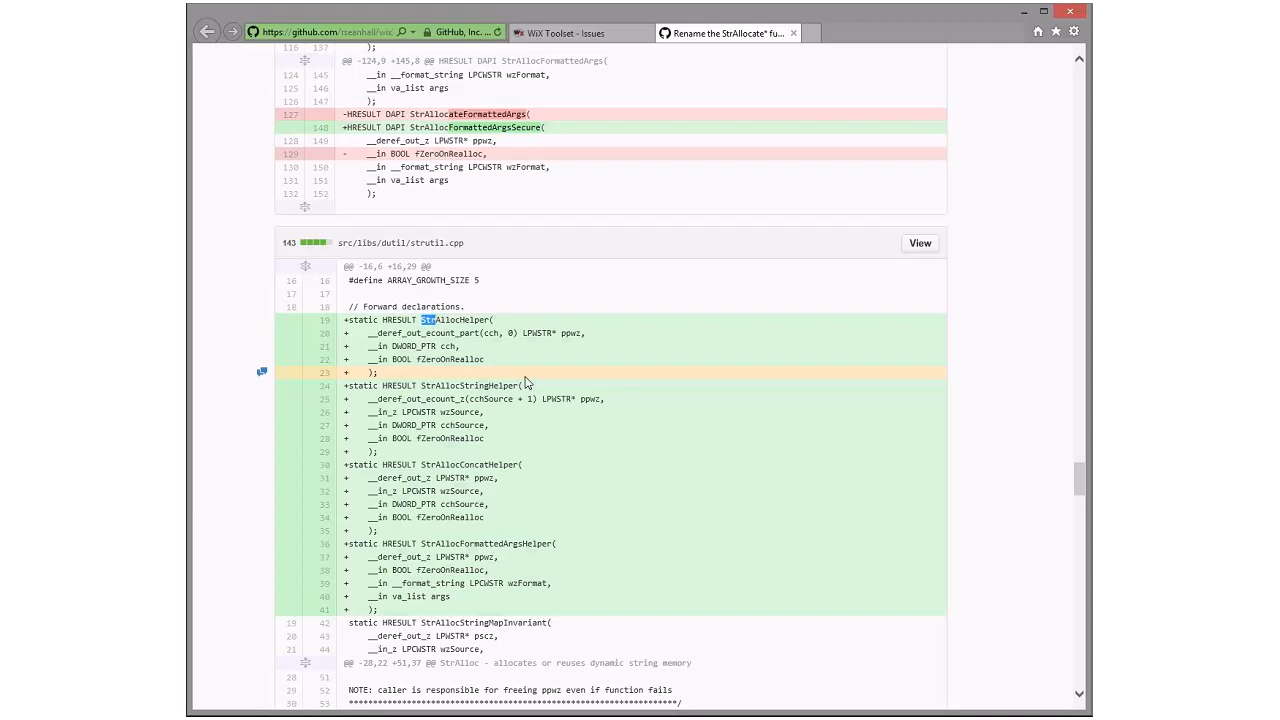 https://github.com/rseanhall/wix GitHub, Inc. ... WiX Toolset - Issues Rename the StrAllocate* fu...
116 137 );
@@ -124,9 +145,8 @@ HRESULT DAPI StrAllocFormattedArgs(
124 145 __in __format_string LPCWSTR wzFormat,
125 146 __in va_list args
126 147 );
127 -HRESULT DAPI StrAllocateFormattedArgs(
148 +HRESULT DAPI StrAllocFormattedArgsSecure(
128 149 __deref_out_z LPWSTR* ppwz,
129 - __in BOOL fZeroOnRealloc,
130 150 __in __format_string LPCWSTR wzFormat,
131 151 __in va_list args
132 152 );
143 src/libs/dutil/strutil.cpp View
@@ -16,6 +16,29 @@
16 16 #define ARRAY_GROWTH_SIZE 5
17 17
18 18 // Forward declarations.
19 +static HRESULT StrAllocHelper(
20 + __deref_out_ecount_part(cch, 0) LPWSTR* ppwz,
21 + __in DWORD_PTR cch,
22 + __in BOOL fZeroOnRealloc
23 + );
24 +static HRESULT StrAllocStringHelper(
25 + __deref_out_ecount_z(cchSource + 1) LPWSTR* ppwz,
26 + __in_z LPCWSTR wzSource,
27 + __in DWORD_PTR cchSource,
28 + __in BOOL fZeroOnRealloc
29 + );
30 +static HRESULT StrAllocConcatHelper(
31 + __deref_out_z LPWSTR* ppwz,
32 + __in_z LPCWSTR wzSource,
33 + __in DWORD_PTR cchSource,
34 + __in BOOL fZeroOnRealloc
35 + );
36 +static HRESULT StrAllocFormattedArgsHelper(
37 + __deref_out_z LPWSTR* ppwz,
38 + __in BOOL fZeroOnRealloc,
39 + __in __format_string LPCWSTR wzFormat,
40 + __in va_list args
41 + );
19 42 static HRESULT StrAllocStringMapInvariant(
20 43 __deref_out_z LPWSTR* pscz,
21 44 __in_z LPCWSTR wzSource,
@@ -28,22 +51,37 @@ StrAlloc - allocates or reuses dynamic string memory
28 51
29 52 NOTE: caller is responsible for freeing ppwz even if function fails
30 53 *********************************************************************/